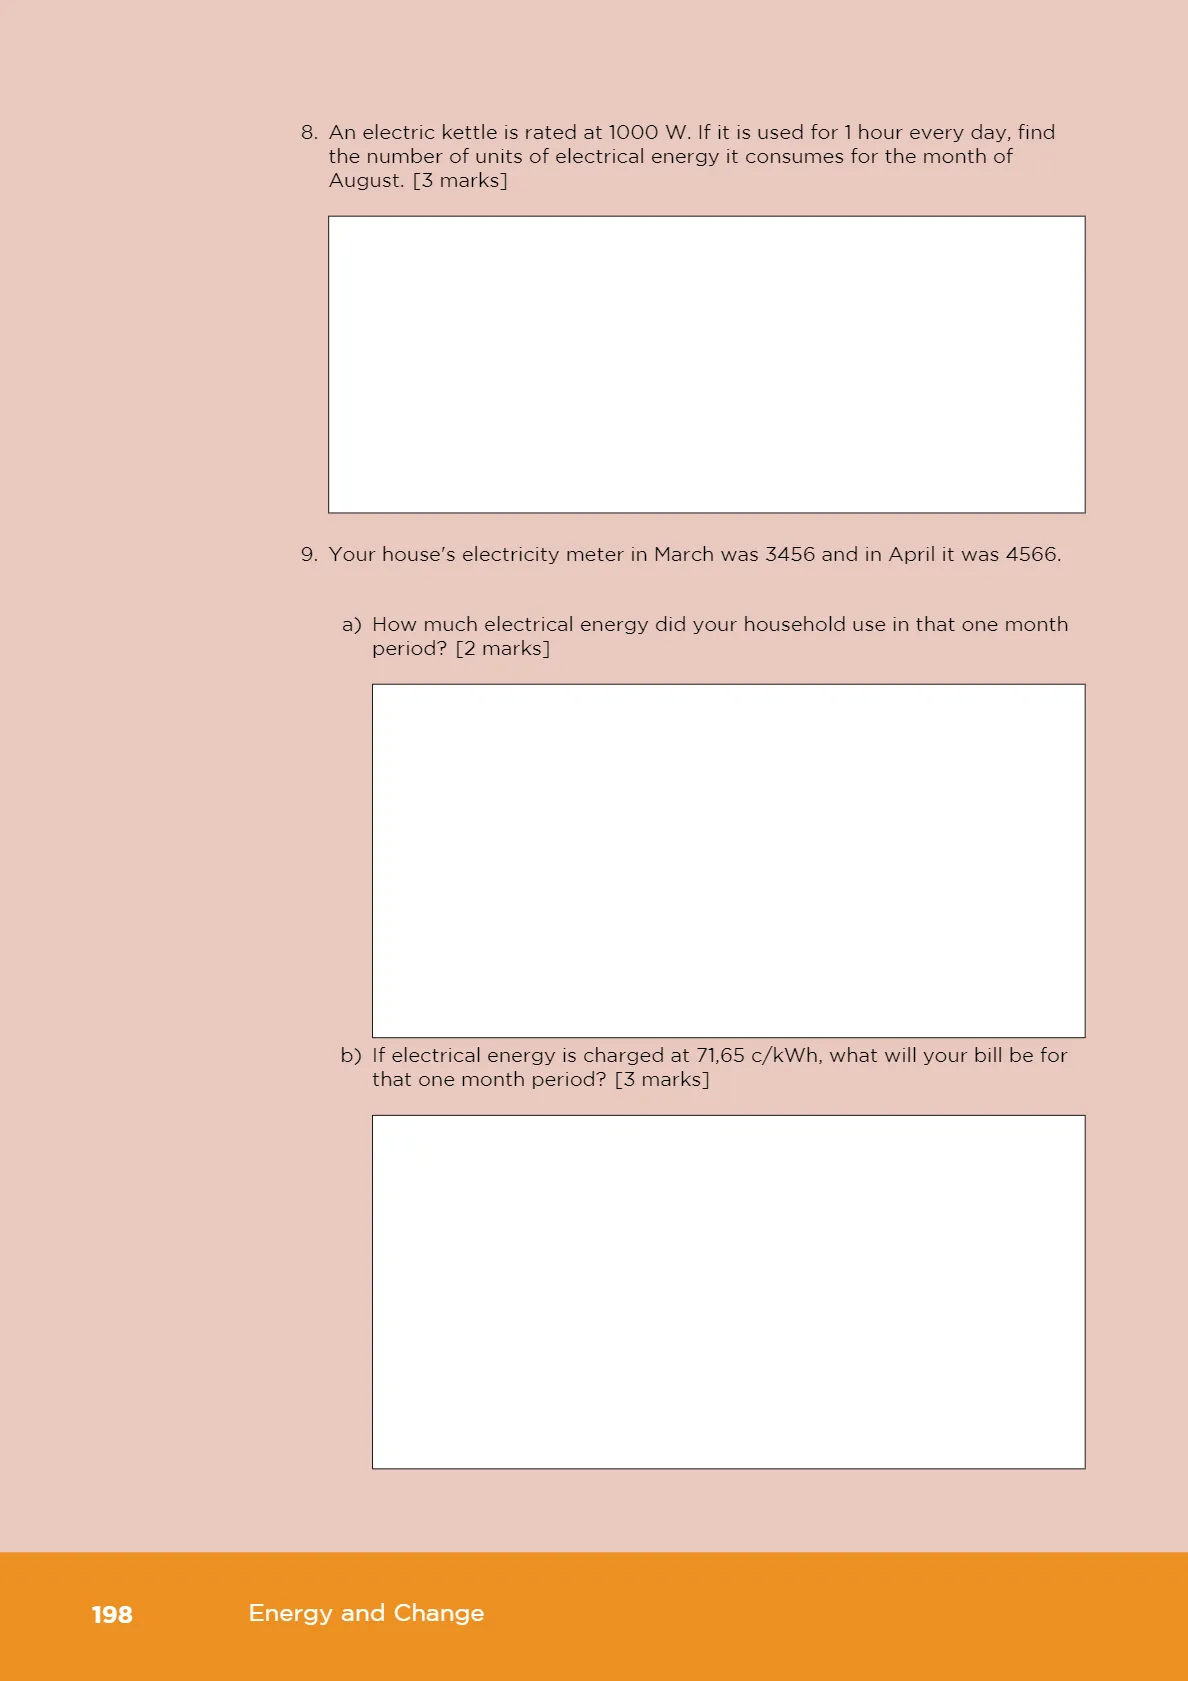 8. An electric kettle is rated at 1000 W. If it is used for 1 hour every day, find
the number of units of electrical energy it consumes for the month of
August. [3 marks]
9. Your house's electricity meter in March was 3456 and in April it was 4566.
a) How much electrical energy did your household use in that one month
period? [2 marks]
b) If electrical energy is charged at 71,65 c/kWh, what will your bill be for
that one month period? [3 marks]
198 Energy and Change